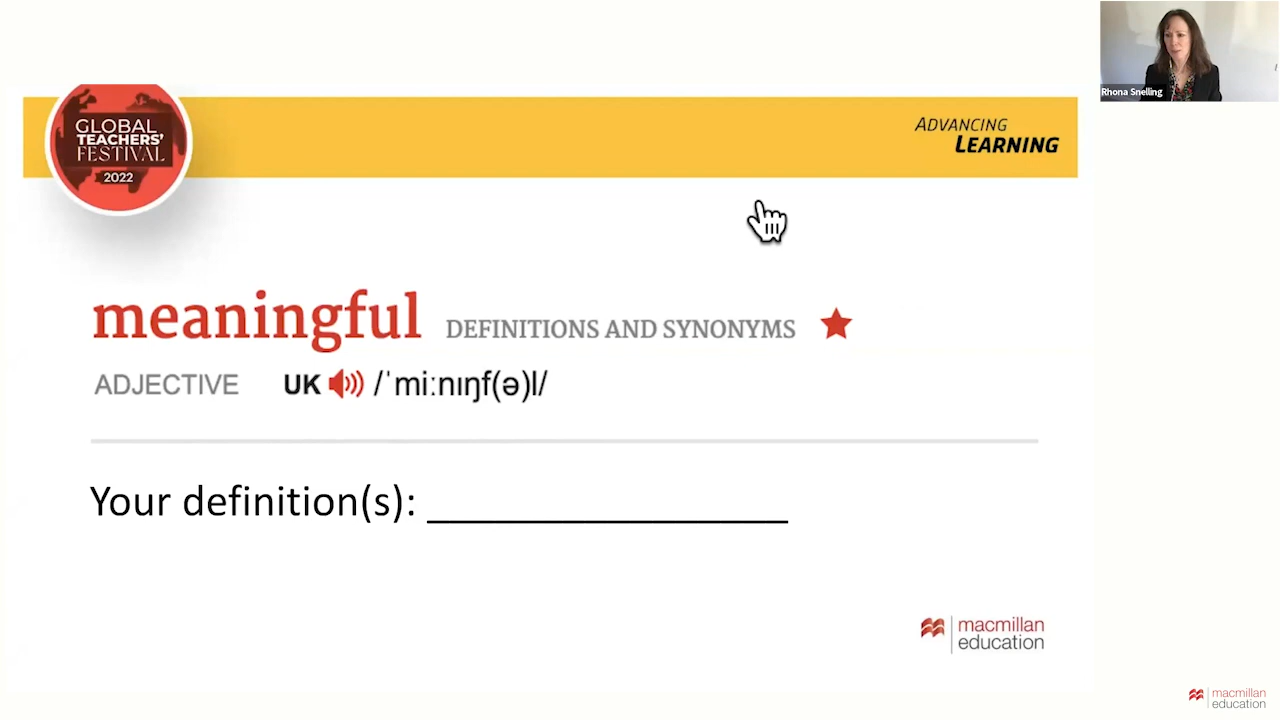 Rhona Snelling
GLOBAL
TEACHERS'
FESTIVAL
2022
ADVANCING
LEARNING
meaningful DEFINITIONS AND SYNONYMS
ADJECTIVE UK /ˈmiːnɪŋf(ə)l/
Your definition(s): _________________
macmillan
education
macmillan
education